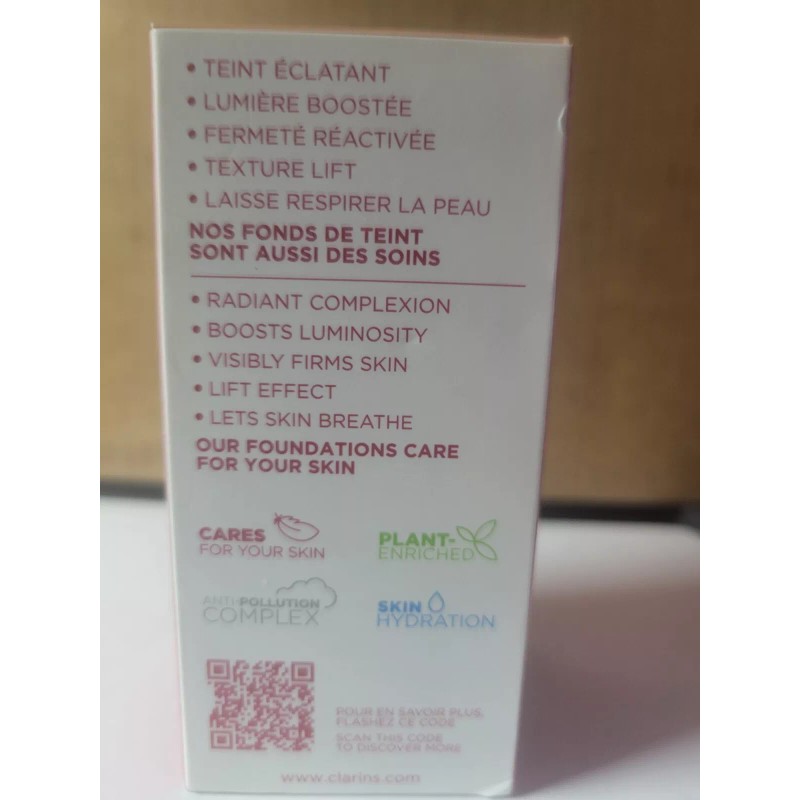 • TEINT ÉCLATANT
• LUMIÈRE BOOSTÉE
• FERMETÉ RÉACTIVÉE
• TEXTURE LIFT
• LAISSE RESPIRER LA PEAU
NOS FONDS DE TEINT
SONT AUSSI DES SOINS
• RADIANT COMPLEXION
• BOOSTS LUMINOSITY
• VISIBLY FIRMS SKIN
• LIFT EFFECT
• LETS SKIN BREATHE
OUR FOUNDATIONS CARE
FOR YOUR SKIN
CARES
FOR YOUR SKIN
PLANT-
ENRICHED
ANTI-POLLUTION
COMPLEX
SKIN
HYDRATION
POUR EN SAVOIR PLUS,
FLASHEZ CE CODE
SCAN THIS CODE
TO DISCOVER MORE
www.clarins.com